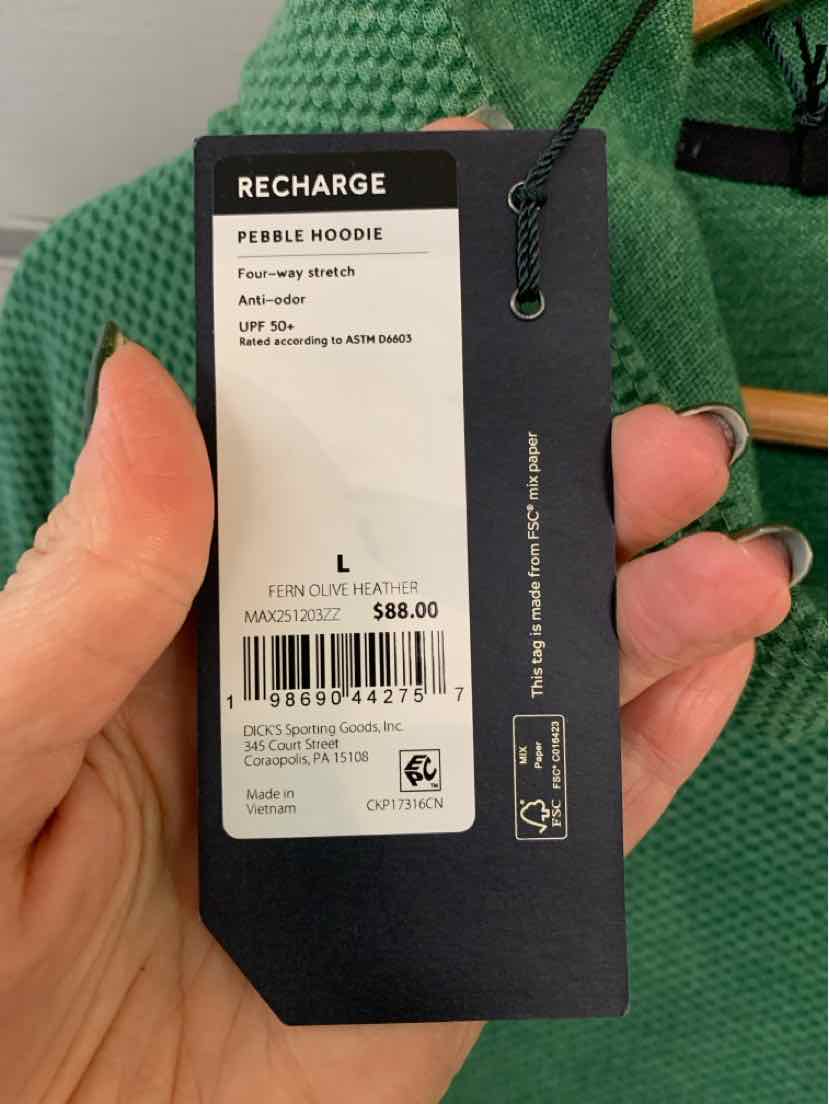 RECHARGE
PEBBLE HOODIE
Four-way stretch
Anti-odor
UPF 50+
Rated according to ASTM D6603
L
FERN OLIVE HEATHER
MAX251203ZZ $88.00
1 98690 44275 7
DICK'S Sporting Goods, Inc.
345 Court Street
Coraopolis, PA 15108
EPC™
Made in
Vietnam
CKP17316CN
This tag is made from FSC® mix paper
MIX
Paper
FSC® C016423
FSC